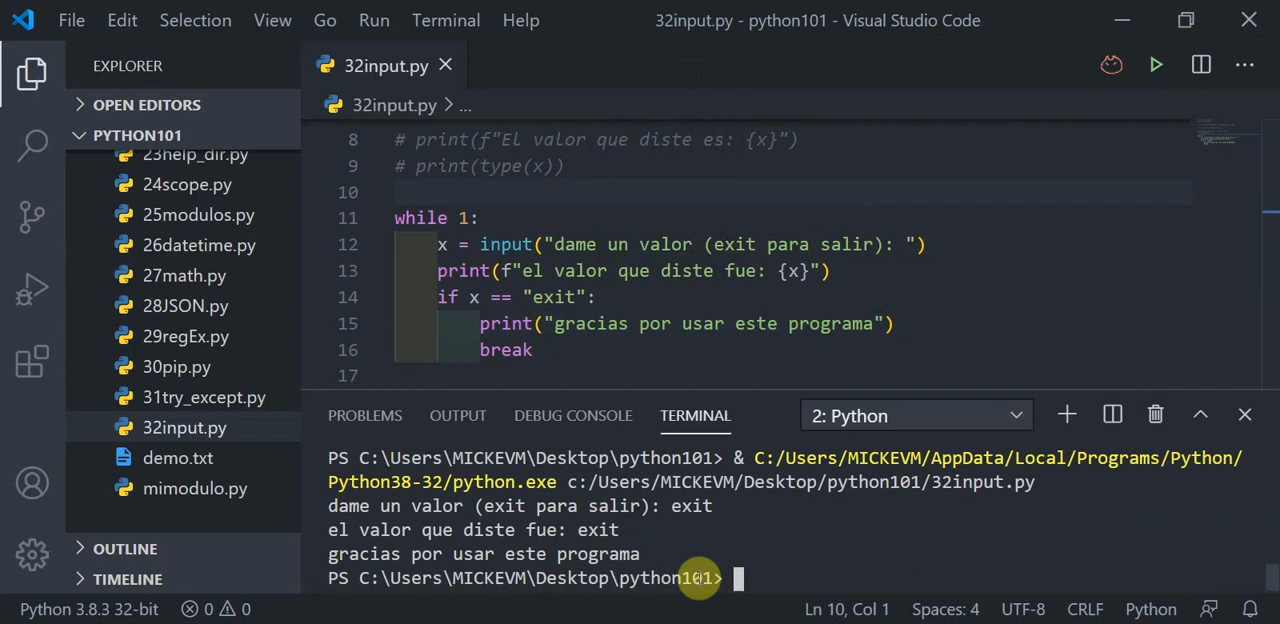 File Edit Selection View Go Run Terminal Help 32input.py - python101 - Visual Studio Code
EXPLORER
OPEN EDITORS
PYTHON101
23help_dir.py
24scope.py
25modulos.py
26datetime.py
27math.py
28JSON.py
29regEx.py
30pip.py
31try_except.py
32input.py
demo.txt
mimodulo.py
OUTLINE
TIMELINE
32input.py
32input.py > ...
8 # print(f"El valor que diste es: {x}")
9 # print(type(x))
10
11 while 1:
12 x = input("dame un valor (exit para salir): ")
13 print(f"el valor que diste fue: {x}")
14 if x == "exit":
15 print("gracias por usar este programa")
16 break
17
PROBLEMS OUTPUT DEBUG CONSOLE TERMINAL 2: Python
PS C:\Users\MICKEVM\Desktop\python101> & C:/Users/MICKEVM/AppData/Local/Programs/Python/
Python38-32/python.exe c:/Users/MICKEVM/Desktop/python101/32input.py
dame un valor (exit para salir): exit
el valor que diste fue: exit
gracias por usar este programa
PS C:\Users\MICKEVM\Desktop\python101>
Python 3.8.3 32-bit 0 0 Ln 10, Col 1 Spaces: 4 UTF-8 CRLF Python